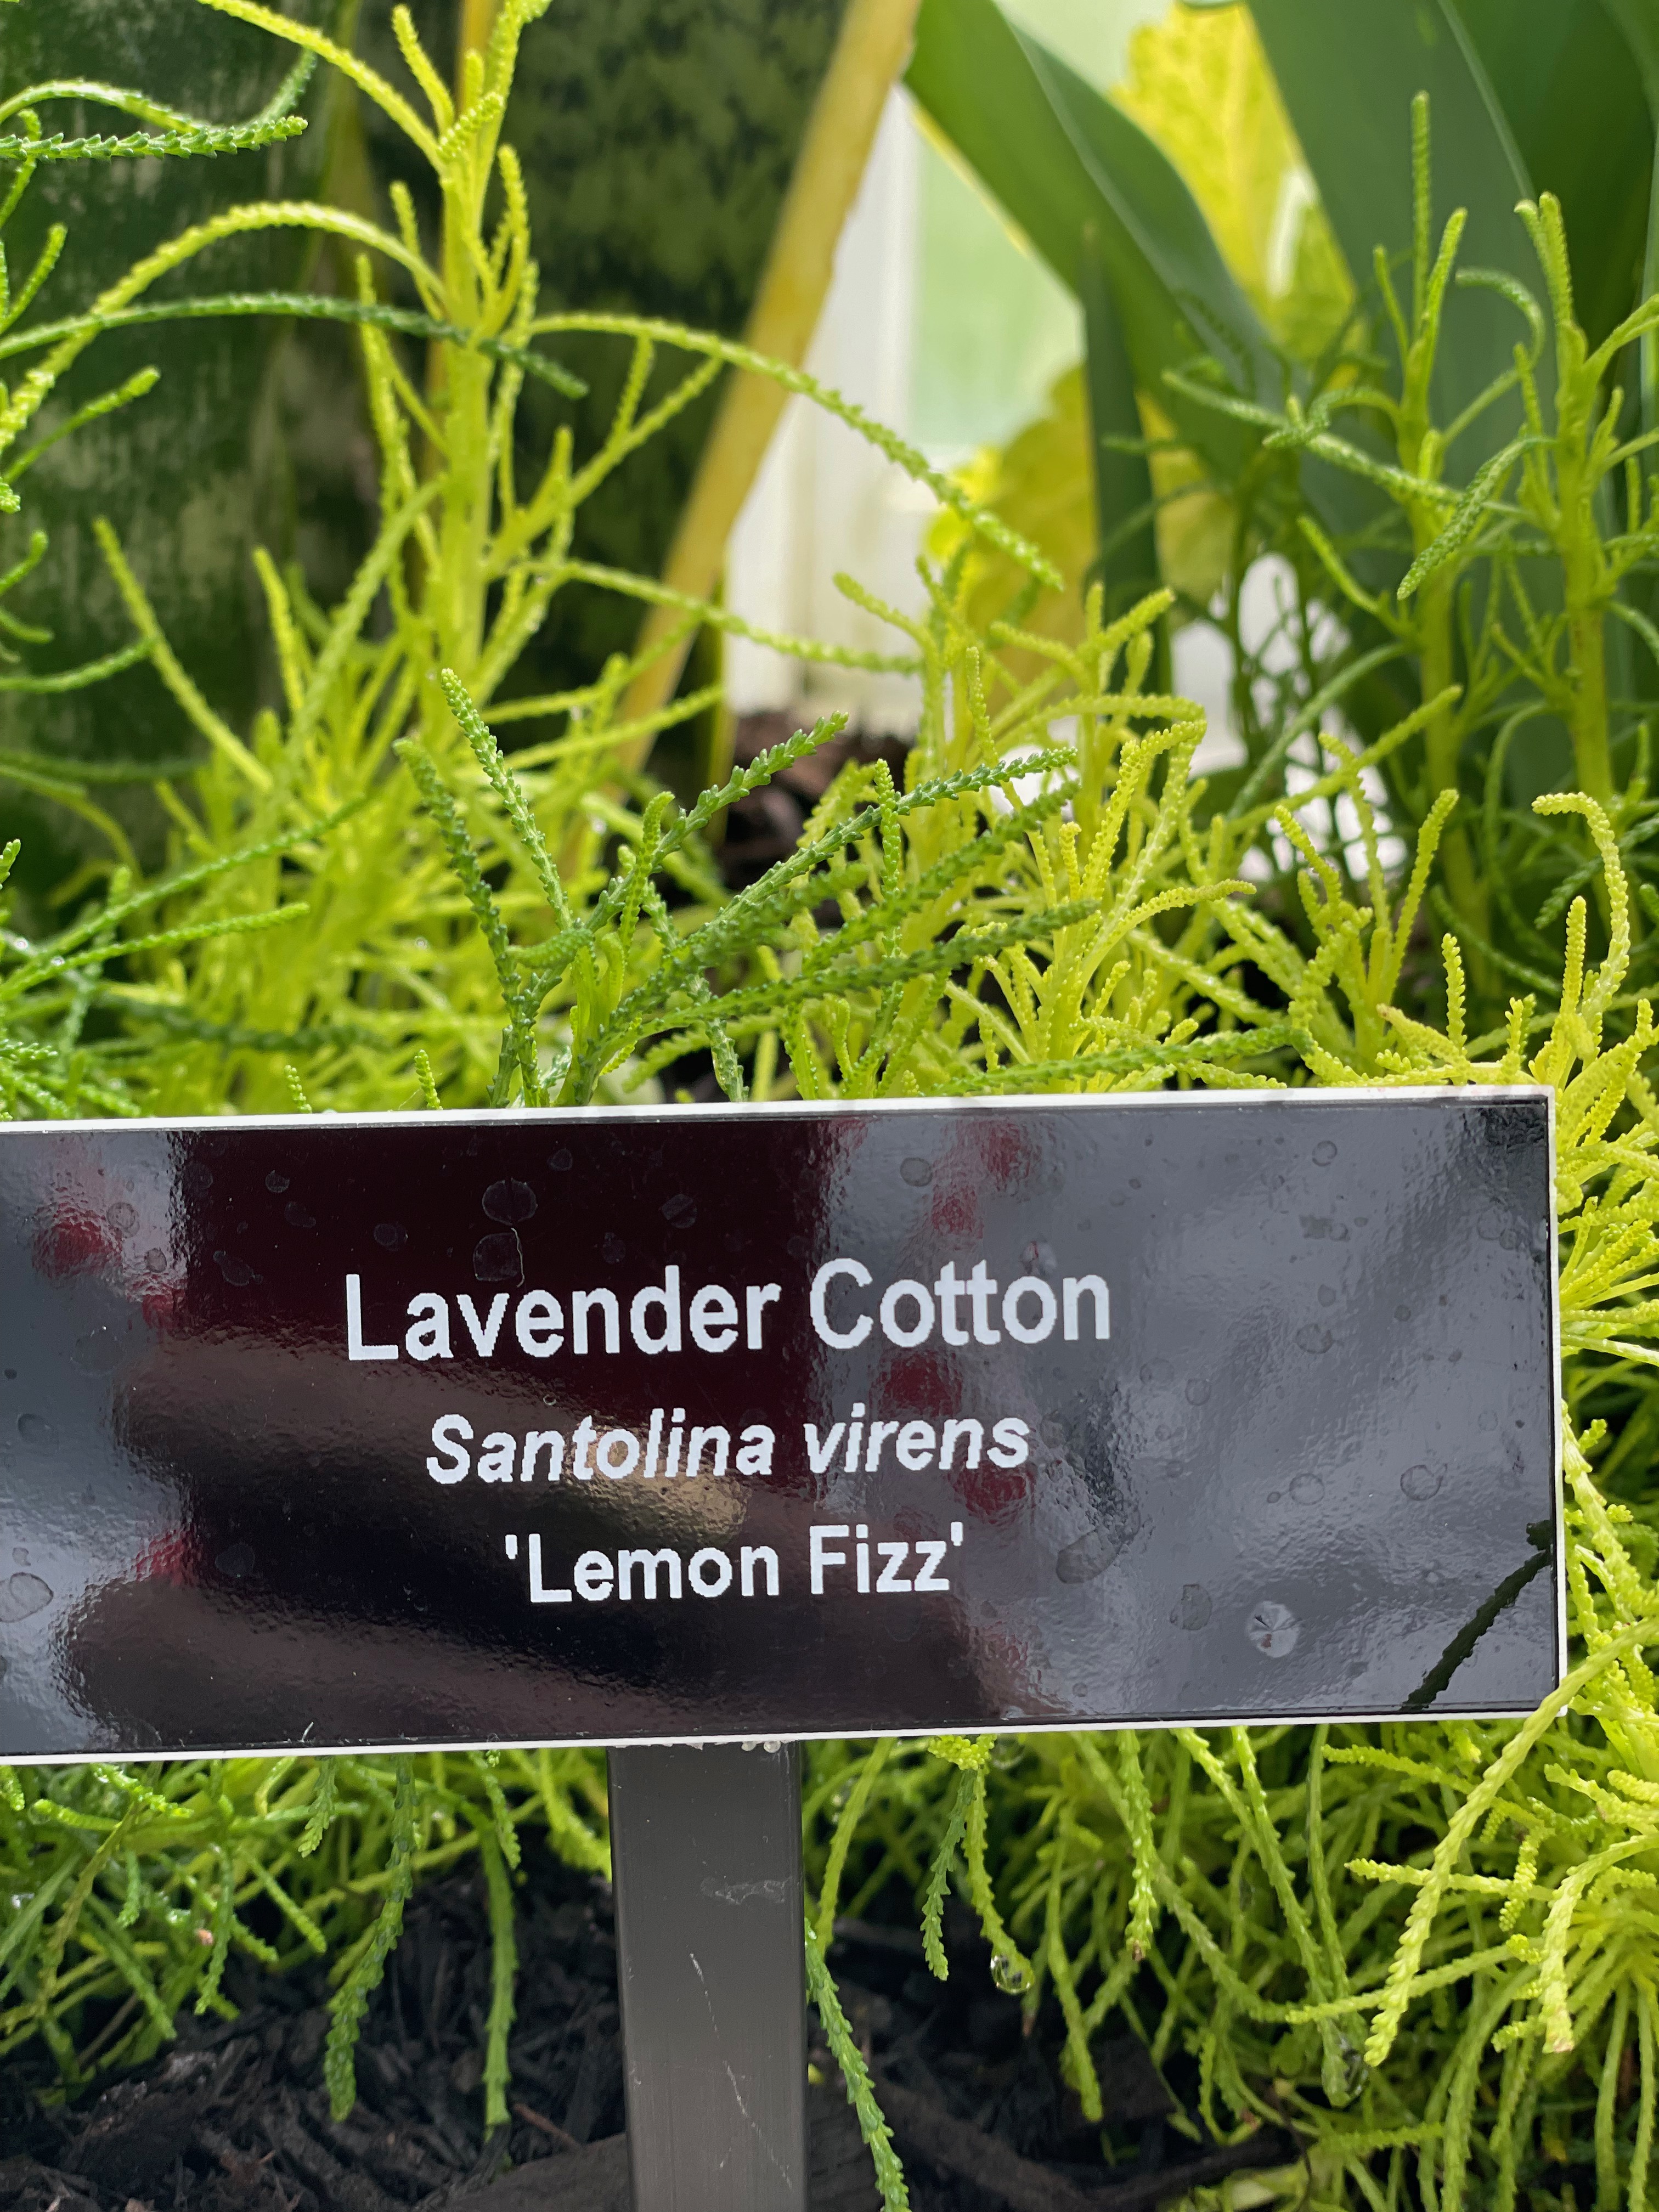 Lavender Cotton
Santolina virens
'Lemon Fizz'